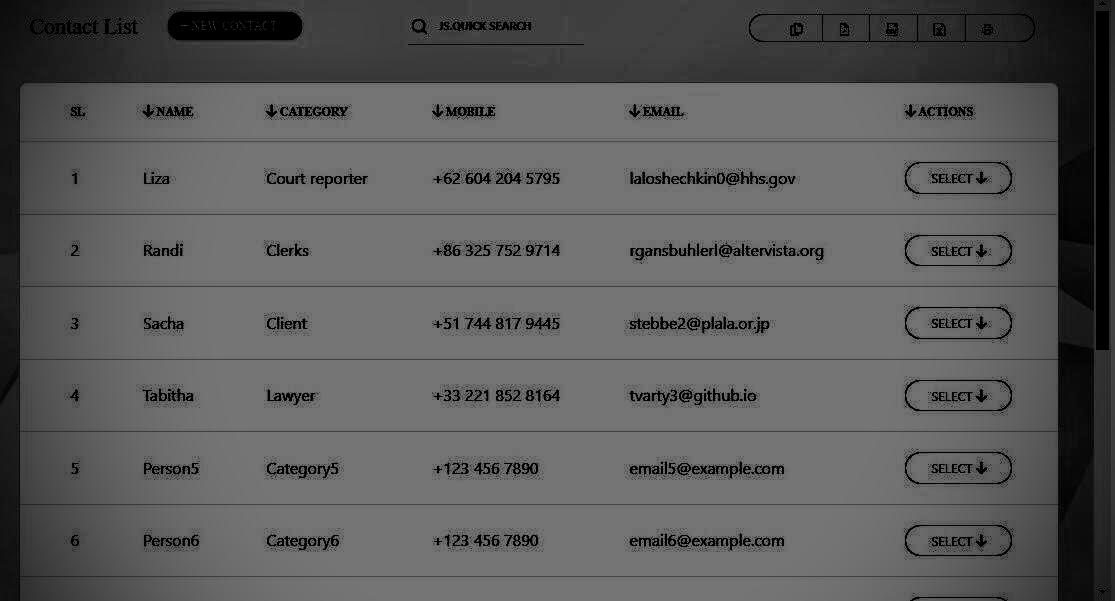 Contact List
+ NEW CONTACT
JS.QUICK SEARCH
SL NAME CATEGORY MOBILE EMAIL ACTIONS
1 Liza Court reporter +62 604 204 5795 laloshechkin0@hhs.gov SELECT
2 Randi Clerks +86 325 752 9714 rgansbuhlerl@altervista.org SELECT
3 Sacha Client +51 744 817 9445 stebbe2@plala.or.jp SELECT
4 Tabitha Lawyer +33 221 852 8164 tvarty3@github.io SELECT
5 Person5 Category5 +123 456 7890 email5@example.com SELECT
6 Person6 Category6 +123 456 7890 email6@example.com SELECT